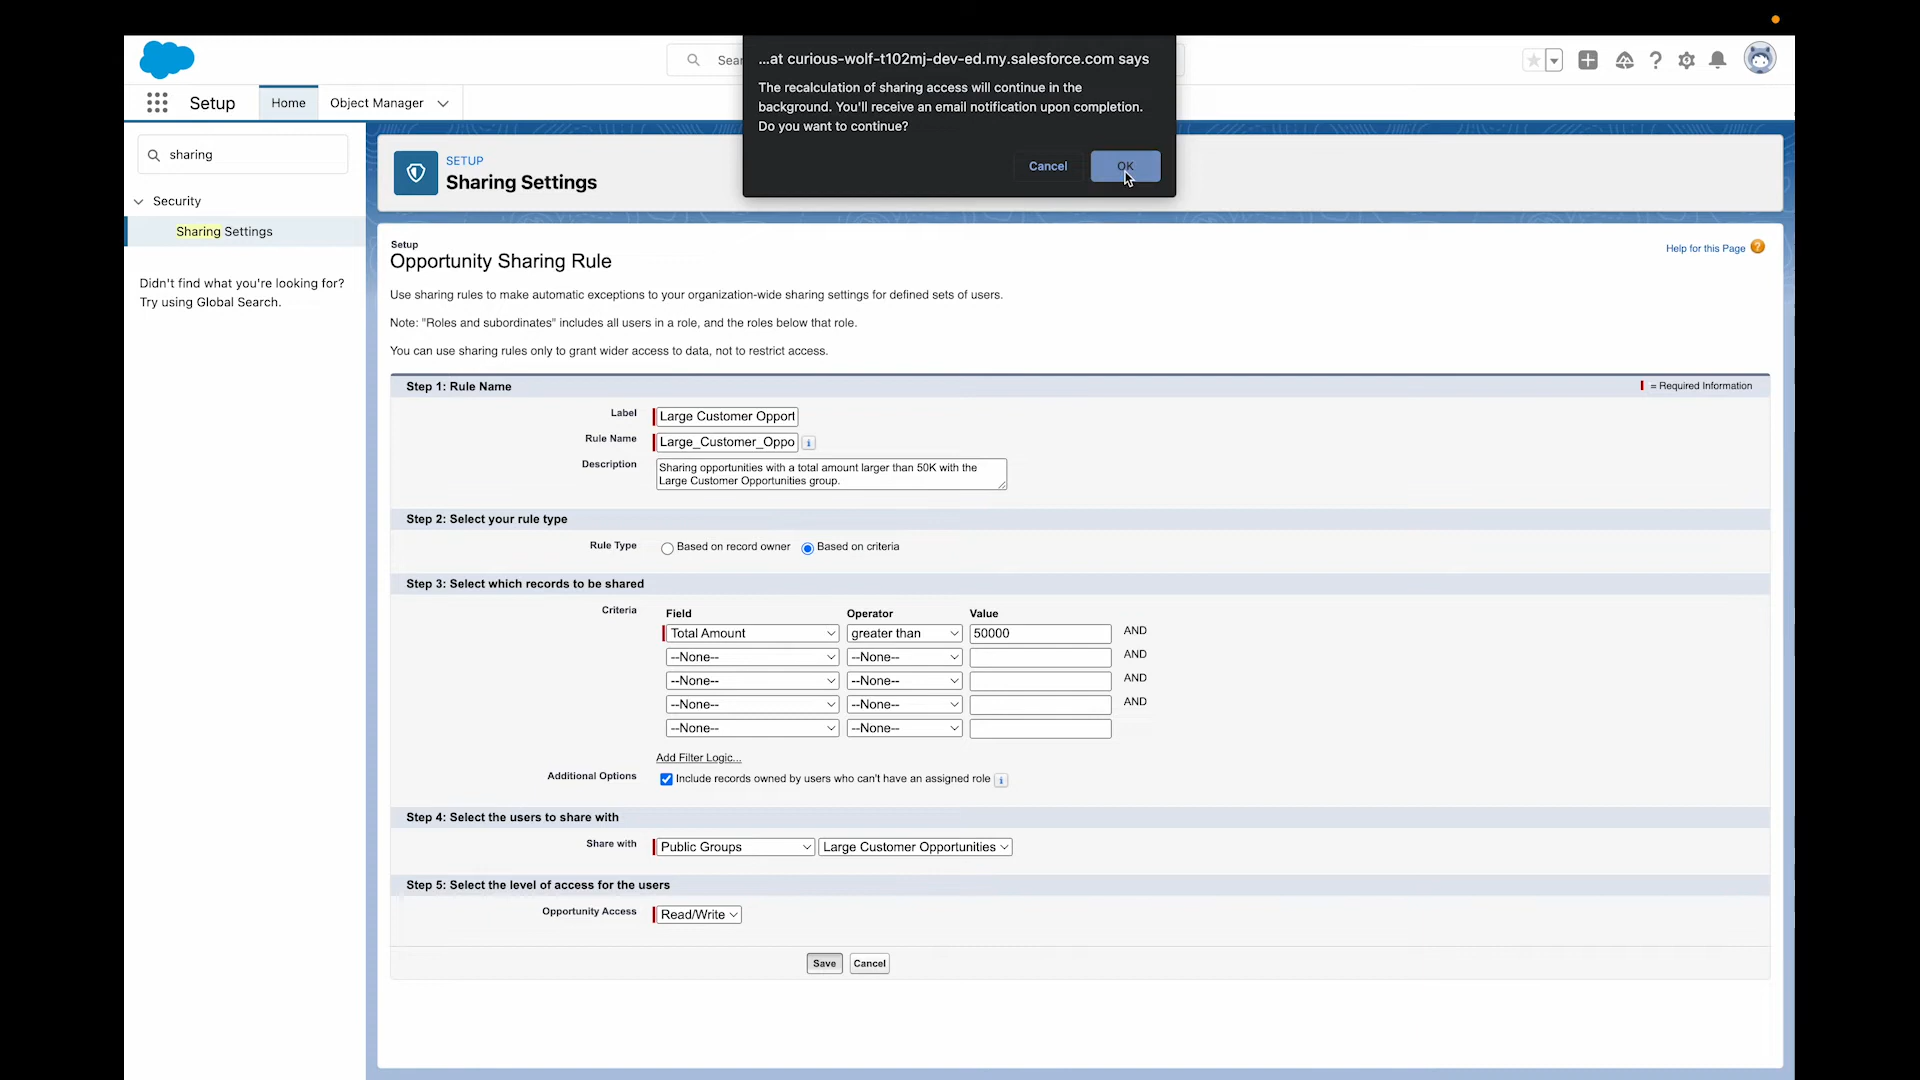 ...at curious-wolf-t102mj-dev-ed.my.salesforce.com says
The recalculation of sharing access will continue in the
background. You'll receive an email notification upon completion.
Do you want to continue?
Cancel
OK
Sear
Setup
Home
Object Manager
sharing
Security
Sharing Settings
Didn't find what you're looking for?
Try using Global Search.
SETUP
Sharing Settings
Setup
Opportunity Sharing Rule
Help for this Page
Use sharing rules to make automatic exceptions to your organization-wide sharing settings for defined sets of users.
Note: "Roles and subordinates" includes all users in a role, and the roles below that role.
You can use sharing rules only to grant wider access to data, not to restrict access.
Step 1: Rule Name
= Required Information
Label
Large Customer Opport
Rule Name
Large_Customer_Oppo
Description
Sharing opportunities with a total amount larger than 50K with the
Large Customer Opportunities group.
Step 2: Select your rule type
Rule Type
Based on record owner
Based on criteria
Step 3: Select which records to be shared
Criteria
Field Operator Value
Total Amount greater than 50000 AND
--None-- --None-- AND
--None-- --None-- AND
--None-- --None-- AND
--None-- --None--
Add Filter Logic...
Additional Options
Include records owned by users who can't have an assigned role
Step 4: Select the users to share with
Share with
Public Groups
Large Customer Opportunities
Step 5: Select the level of access for the users
Opportunity Access
Read/Write
Save
Cancel